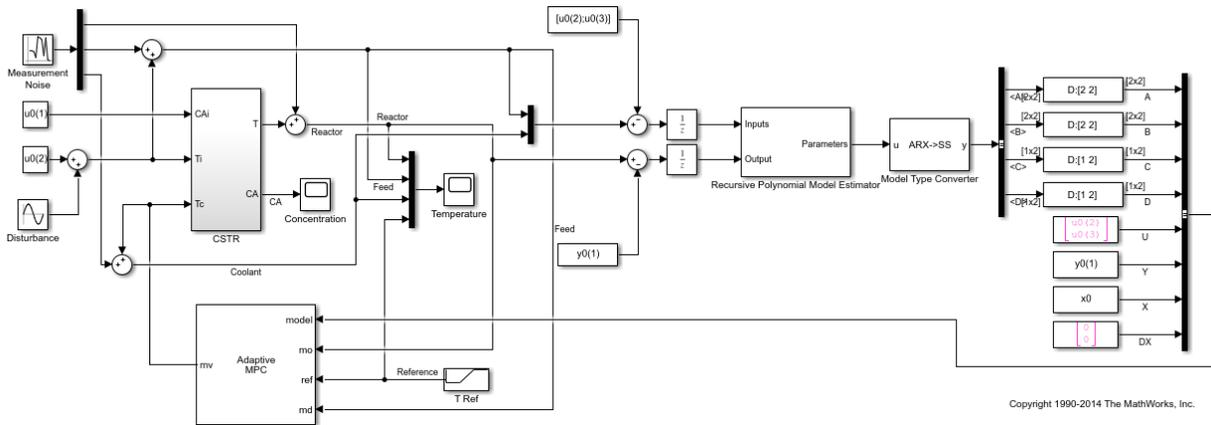 [u0(2);u0(3)]
Measurement
Noise
u0(1)
u0(2)
Disturbance
CAi
Ti
Tc
T
CA
CSTR
Reactor
CA
Concentration
Reactor
Feed
Temperature
Coolant
Feed
y0(1)
1
z
1
z
Inputs
Output
Parameters
Recursive Polynomial Model Estimator
u ARX->SS y
Model Type Converter
[2x2]
<B>
[2x2]
<C>
[1x2]
D:[2 2]
D:[2 2]
D:[1 2]
D:[1 2]
[2x2]
A
[2x2]
B
[1x2]
C
[1x2]
D
u0(2)
u0(3)
U
y0(1)
Y
x0
X
0
0
DX
mv
Adaptive
MPC
model
mo
ref
md
Reference
T Ref
Copyright 1990-2014 The MathWorks, Inc.